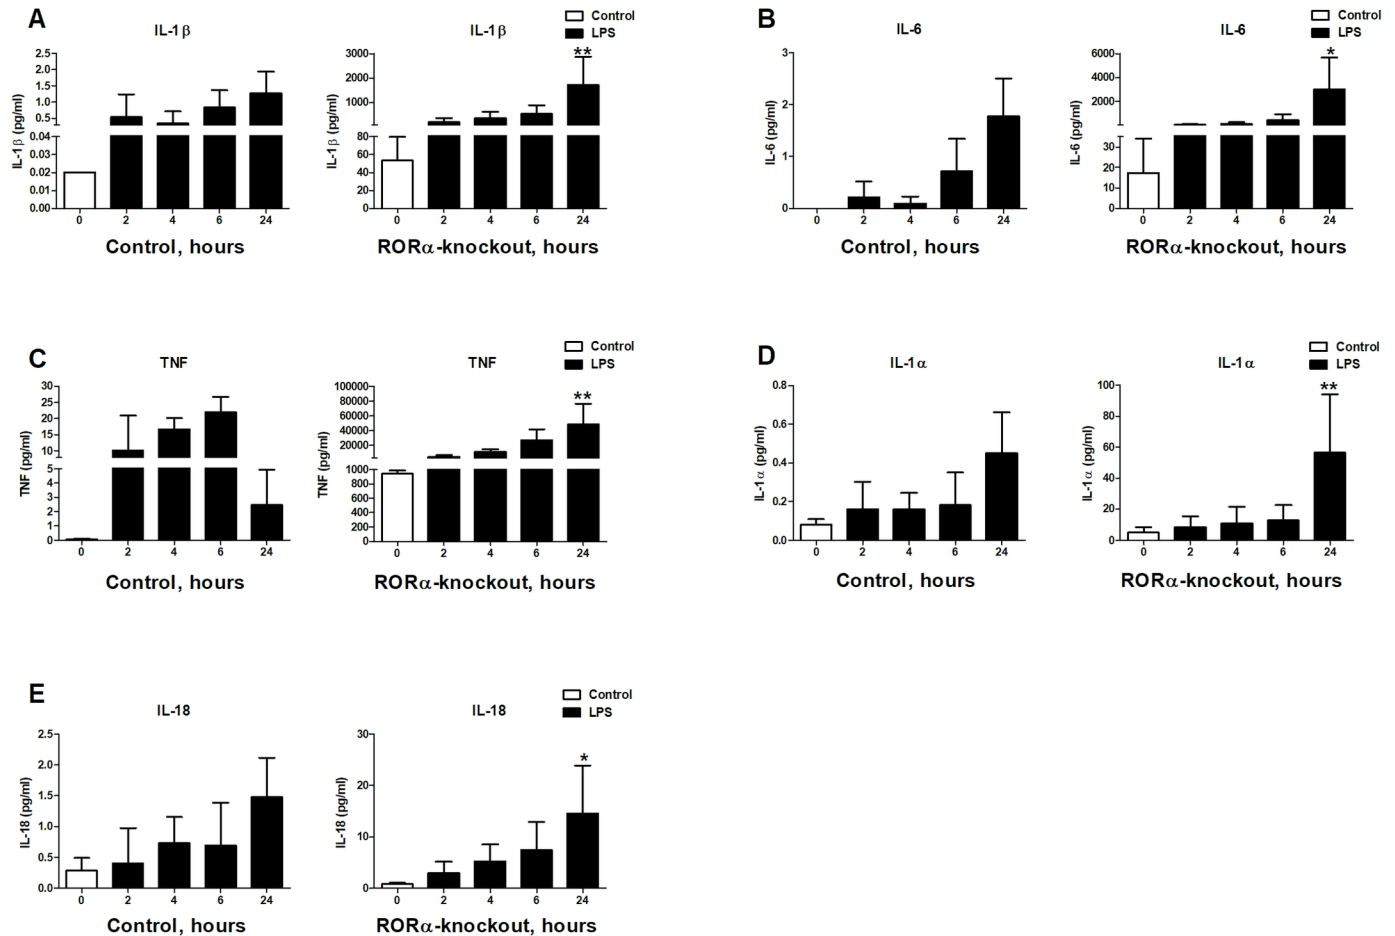 A
IL-1β
IL-1β (pg/ml)
2.5
2.0
1.5
1.0
0.5
0.04
0.03
0.02
0.01
0.00
0 2 4 6 24
Control, hours
IL-1β
Control
LPS
IL-1β (pg/ml)
3000
2000
1000
80
60
40
20
0
**
0 2 4 6 24
RORα-knockout, hours
B
IL-6
IL-6 (pg/ml)
3
2
1
0
0 2 4 6 24
Control, hours
IL-6
Control
LPS
IL-6 (pg/ml)
6000
4000
2000
30
20
10
0
*
0 2 4 6 24
RORα-knockout, hours
C
TNF
TNF (pg/ml)
30
25
20
15
10
5
4
3
2
1
0
0 2 4 6 24
Control, hours
TNF
Control
LPS
TNF (pg/ml)
100000
80000
60000
40000
20000
1000
800
600
400
200
0
**
0 2 4 6 24
RORα-knockout, hours
D
IL-1α
IL-1α (pg/ml)
0.8
0.6
0.4
0.2
0.0
0 2 4 6 24
Control, hours
IL-1α
Control
LPS
IL-1α (pg/ml)
100
80
60
40
20
0
**
0 2 4 6 24
RORα-knockout, hours
E
IL-18
IL-18 (pg/ml)
2.5
2.0
1.5
1.0
0.5
0.0
0 2 4 6 24
Control, hours
IL-18
Control
LPS
IL-18 (pg/ml)
30
20
10
0
*
0 2 4 6 24
RORα-knockout, hours